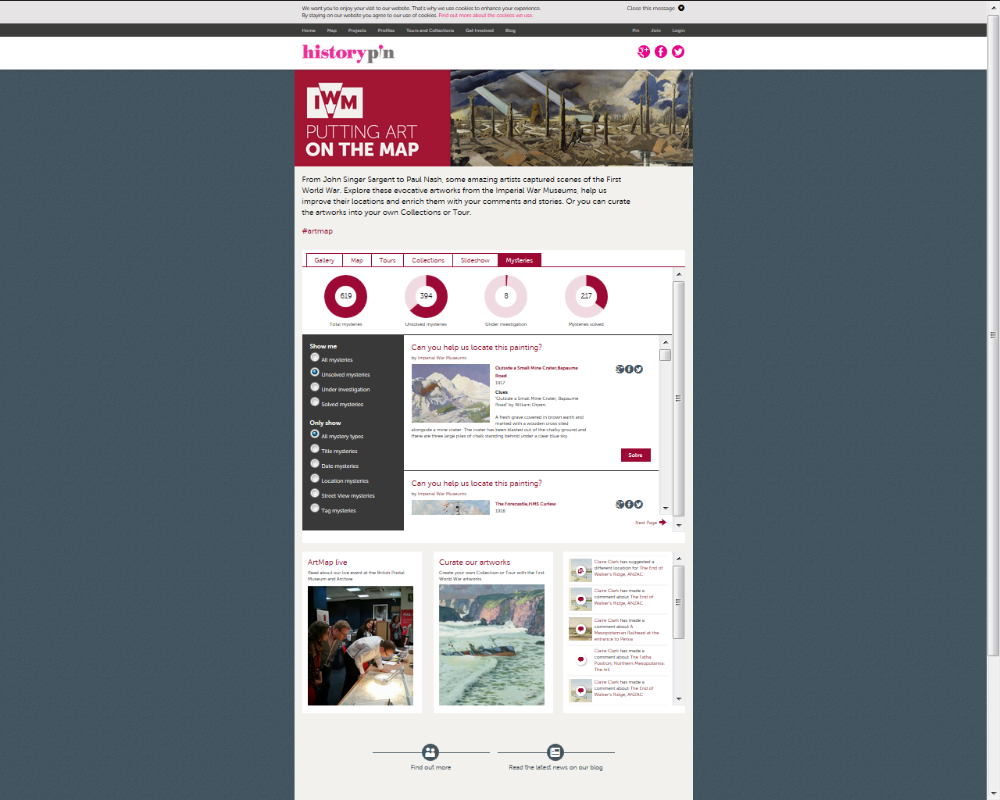 We want you to enjoy your visit to our website. That's why we use cookies to enhance your experience.
By staying on our website you agree to our use of cookies. Find out more about the cookies we use.
Close this message.
Home Map Projects Profiles Tours and Collections Get Involved Blog Pin Join Login
historypin
IWM
PUTTING ART
ON THE MAP
From John Singer Sargent to Paul Nash, some amazing artists captured scenes of the First
World War. Explore these evocative artworks from the Imperial War Museums, help us
improve their locations and enrich them with your comments and stories. Or you can curate
the artworks into your own Collections or Tour.
#artmap
Gallery Map Tours Collections Slideshow Mysteries
619 394 8 217
Total mysteries Unsolved mysteries Under investigation Mysteries solved
Show me
All mysteries
Unsolved mysteries
Under investigation
Solved mysteries
Only show
All mystery types
Title mysteries
Date mysteries
Location mysteries
Street View mysteries
Tag mysteries
Can you help us locate this painting?
by Imperial War Museums
Outside a Small Mine Crater,Bapaume
Road
1917
Clues
'Outside a Small Mine Crater, Bapaume
Road' by William Orpen.
A fresh grave covered in brown earth and
marked with a wooden cross sited
alongside a mine crater. The crater has been blasted out of the chalky ground and
there are three large piles of chalk standing behind under a clear blue sky.
Solve
Can you help us locate this painting?
by Imperial War Museums
The Forecastle,HMS Curlew
1918
Next Page
ArtMap live
Read about our live event at the British Postal
Museum and Archive
Curate our artworks
Create your own Collection or Tour with the First
World War artworks.
Claire Clark has suggested a
different location for The End of
Walker's Ridge, ANZAC
Claire Clark has made a
comment about The End of
Walker's Ridge, ANZAC
Claire Clark has made a
comment about A
Mesopotamian Railhead at the
entrance to Persia
Claire Clark has made a
comment about The Fatha
Position, Northern Mesopotamia:
The hill
Claire Clark has made a
comment about The End of
Walker's Ridge, ANZAC
Find out more
Read the latest news on our blog